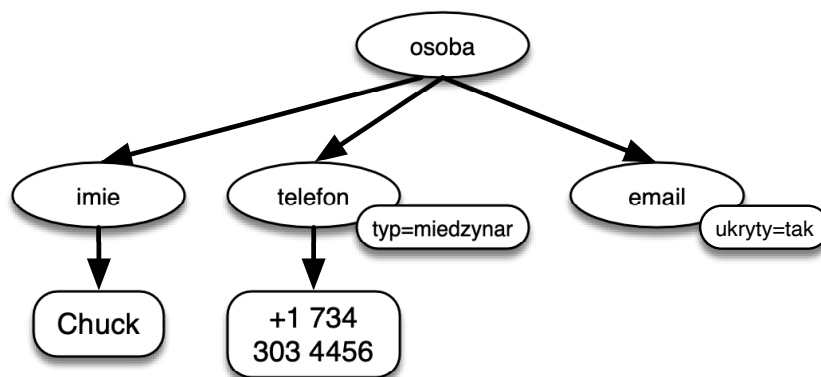 osoba
imie
telefon
email
typ=miedzynar
ukryty=tak
Chuck
+1 734
303 4456